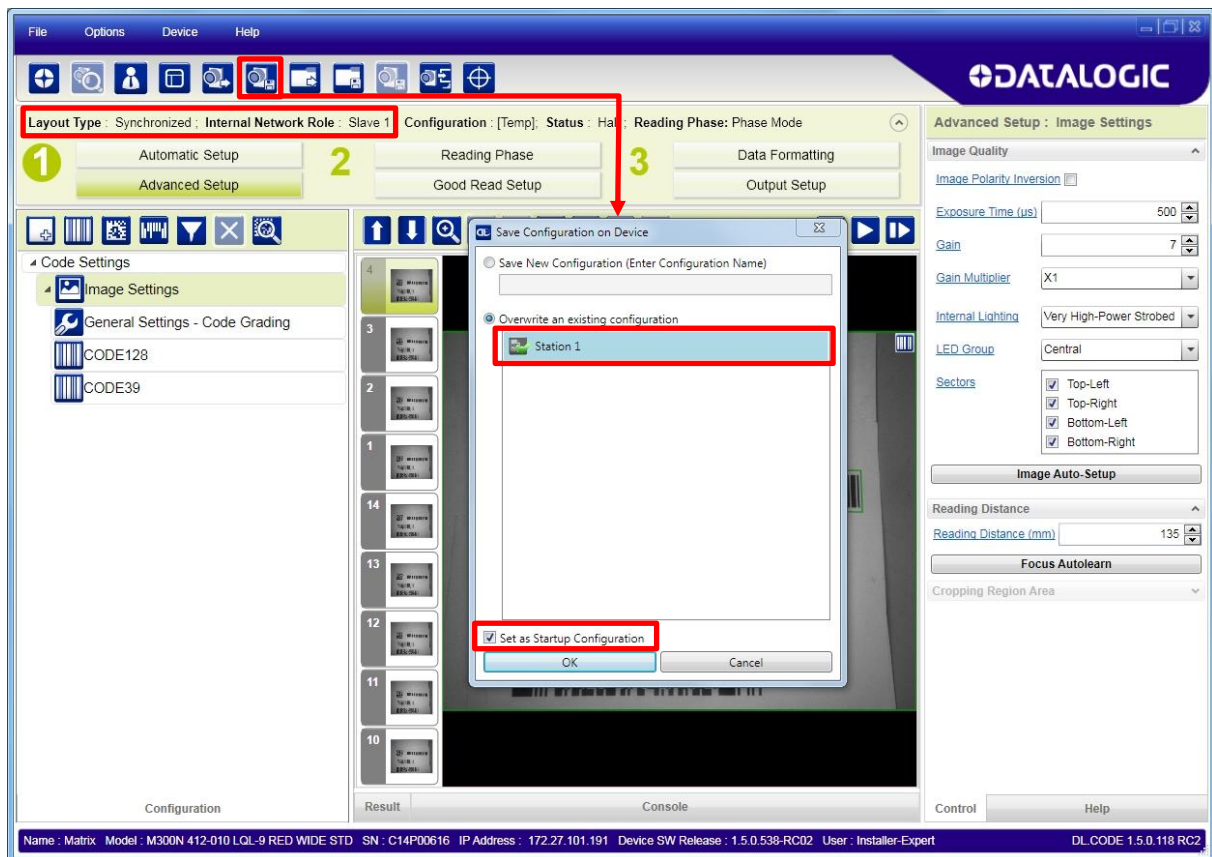 File Options Device Help
DATALOGIC
Layout Type : Synchronized ; Internal Network Role : Slave 1 Configuration : [Temp]; Status : Halt; Reading Phase: Phase Mode
1 Automatic Setup 2 Reading Phase 3 Data Formatting
Advanced Setup Good Read Setup Output Setup
Code Settings
Image Settings
General Settings - Code Grading
CODE128
CODE39
Configuration
4
3
2
1
14
13
12
11
10
Result Console
Save Configuration on Device
Save New Configuration (Enter Configuration Name)
Overwrite an existing configuration
Station 1
Set as Startup Configuration
OK Cancel
Advanced Setup : Image Settings
Image Quality
Image Polarity Inversion
Exposure Time (µs) 500
Gain 7
Gain Multiplier X1
Internal Lighting Very High-Power Strobed
LED Group Central
Sectors Top-Left
Top-Right
Bottom-Left
Bottom-Right
Image Auto-Setup
Reading Distance
Reading Distance (mm) 135
Focus Autolearn
Cropping Region Area
Control Help
Name : Matrix Model : M300N 412-010 LQL-9 RED WIDE STD SN : C14P00616 IP Address : 172.27.101.191 Device SW Release : 1.5.0.538-RC02 User : Installer-Expert DL.CODE 1.5.0.118 RC2